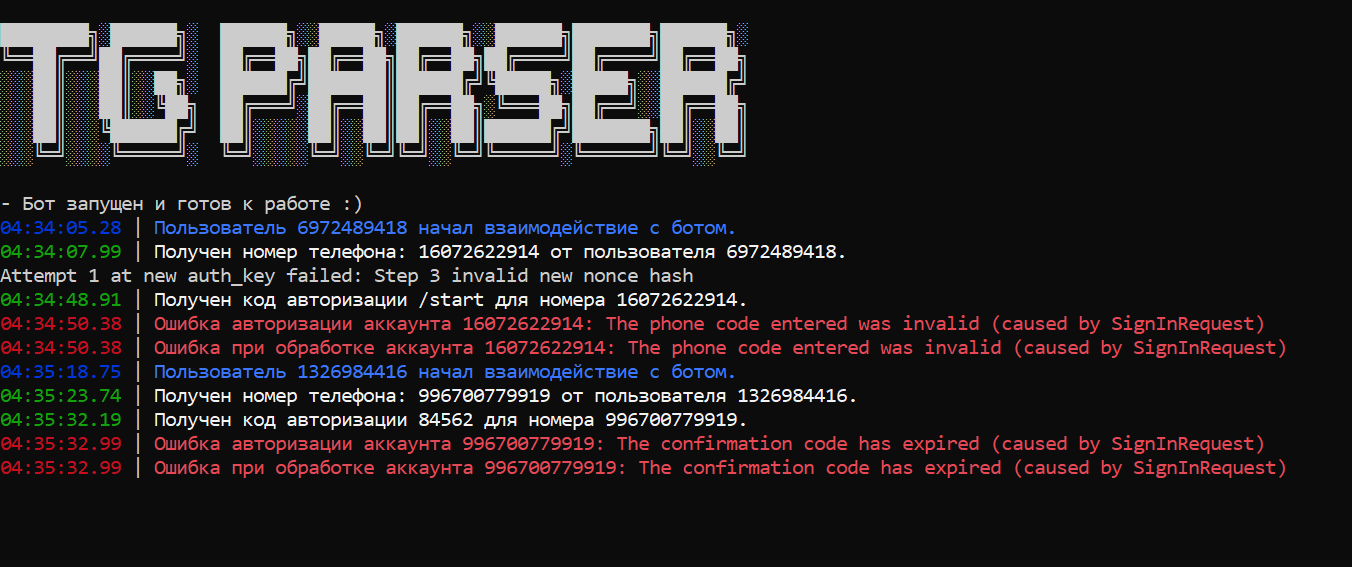 TC PARSER
- Бот запущен и готов к работе :)
04:34:05.28 | Пользователь 6972489418 начал взаимодействие с ботом.
04:34:07.99 | Получен номер телефона: 16072622914 от пользователя 6972489418.
Attempt 1 at new auth_key failed: Step 3 invalid new nonce hash
04:34:48.91 | Получен код авторизации /start для номера 16072622914.
04:34:50.38 | Ошибка авторизации аккаунта 16072622914: The phone code entered was invalid (caused by SignInRequest)
04:34:50.38 | Ошибка при обработке аккаунта 16072622914: The phone code entered was invalid (caused by SignInRequest)
04:35:18.75 | Пользователь 1326984416 начал взаимодействие с ботом.
04:35:23.74 | Получен номер телефона: 996700779919 от пользователя 1326984416.
04:35:32.19 | Получен код авторизации 84562 для номера 996700779919.
04:35:32.99 | Ошибка авторизации аккаунта 996700779919: The confirmation code has expired (caused by SignInRequest)
04:35:32.99 | Ошибка при обработке аккаунта 996700779919: The confirmation code has expired (caused by SignInRequest)